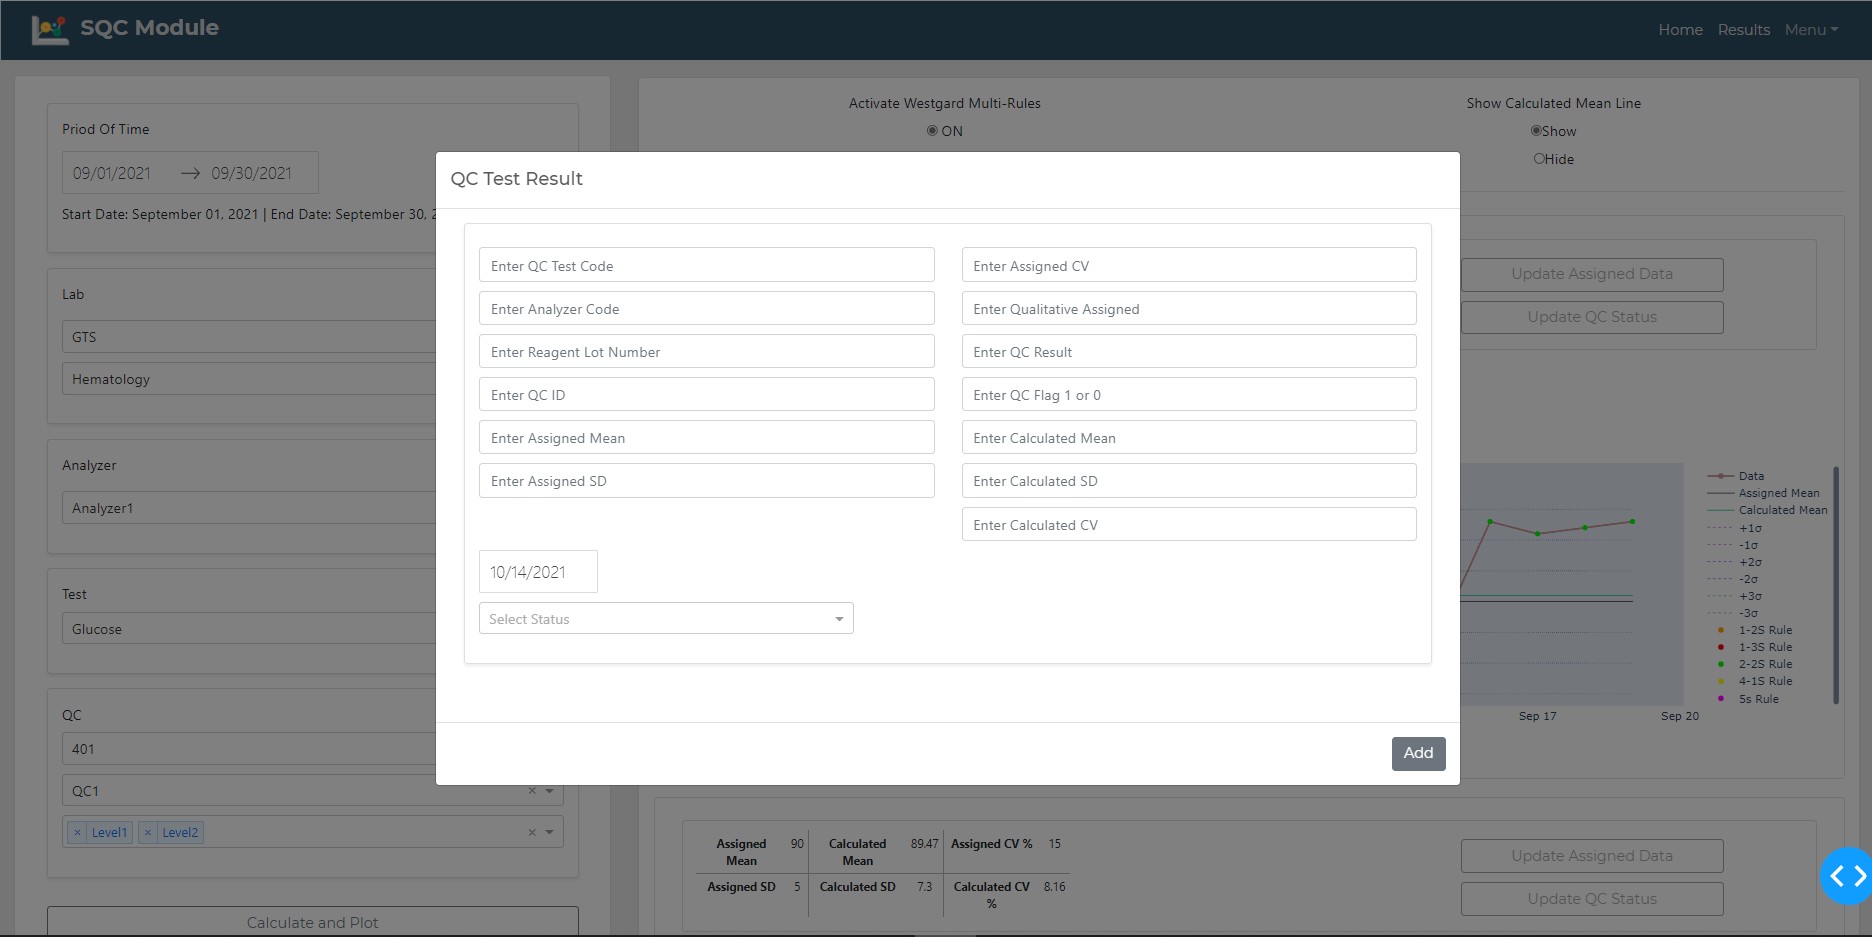 SQC Module
Home Results Menu
Priod Of Time
09/01/2021 → 09/30/2021
Start Date: September 01, 2021 | End Date: September 30, 2
Lab
GTS
Hematology
Analyzer
Analyzer1
Test
Glucose
QC
401
QC1
× Level1 × Level2
Calculate and Plot
Activate Westgard Multi-Rules
ON
Show Calculated Mean Line
Show
Hide
QC Test Result
Enter QC Test Code
Enter Analyzer Code
Enter Reagent Lot Number
Enter QC ID
Enter Assigned Mean
Enter Assigned SD
Enter Assigned CV
Enter Qualitative Assigned
Enter QC Result
Enter QC Flag 1 or 0
Enter Calculated Mean
Enter Calculated SD
Enter Calculated CV
10/14/2021
Select Status
Add
Update Assigned Data
Update QC Status
Data
Assigned Mean
Calculated Mean
+1σ
-1σ
+2σ
-2σ
+3σ
-3σ
1-2S Rule
1-3S Rule
2-2S Rule
4-1S Rule
5s Rule
Sep 17 Sep 20
Assigned Mean 90 Calculated Mean 89.47 Assigned CV % 15
Assigned SD 5 Calculated SD 7.3 Calculated CV % 8.16
Update Assigned Data
Update QC Status